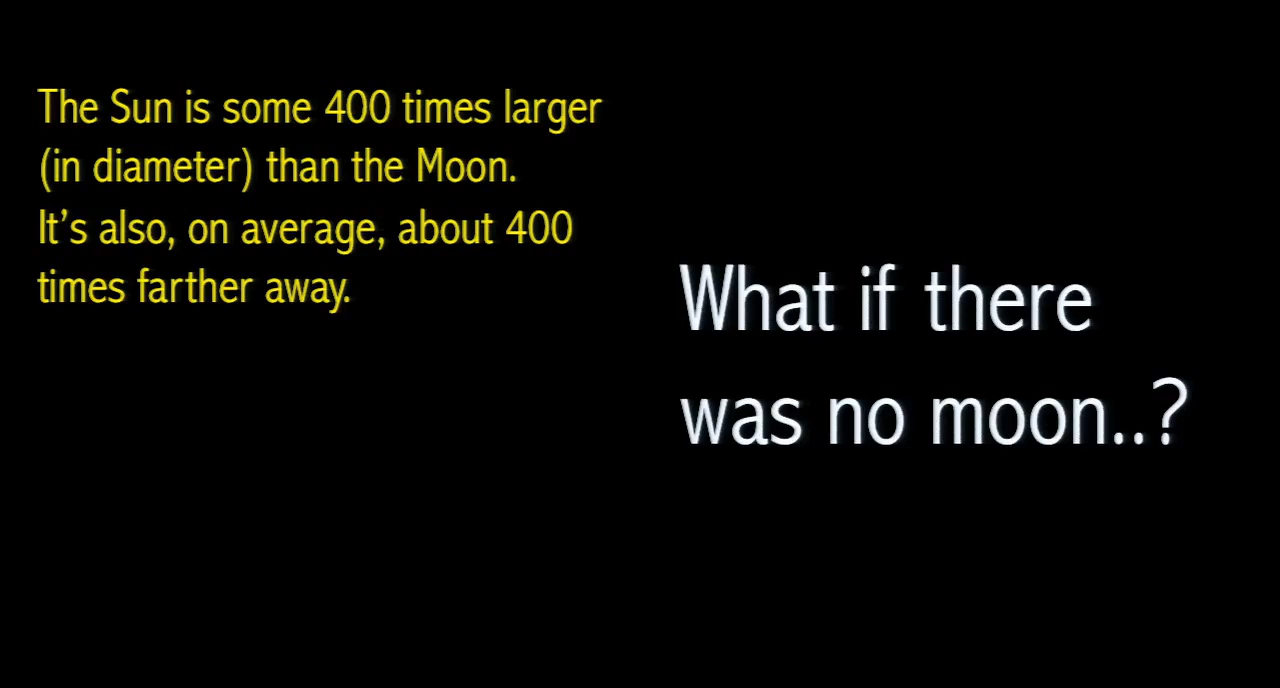 The Sun is some 400 times larger
(in diameter) than the Moon.
It’s also, on average, about 400
times farther away.
What if there
was no moon..?